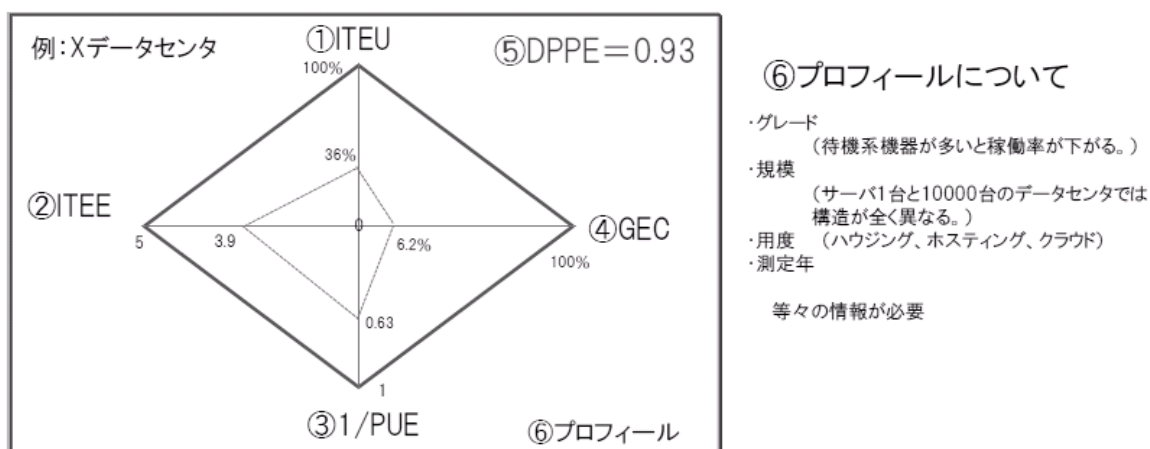 例：Xデータセンタ
①ITEU
⑤DPPE＝0.93
100%
36%
②ITEE
5
3.9
0
6.2%
④GEC
100%
0.63
1
③1/PUE
⑥プロフィール
⑥プロフィールについて
・グレード
（待機系機器が多いと稼働率が下がる。）
・規模
（サーバ1台と10000台のデータセンタでは
構造が全く異なる。）
・用度　（ハウジング、ホスティング、クラウド）
・測定年
等々の情報が必要